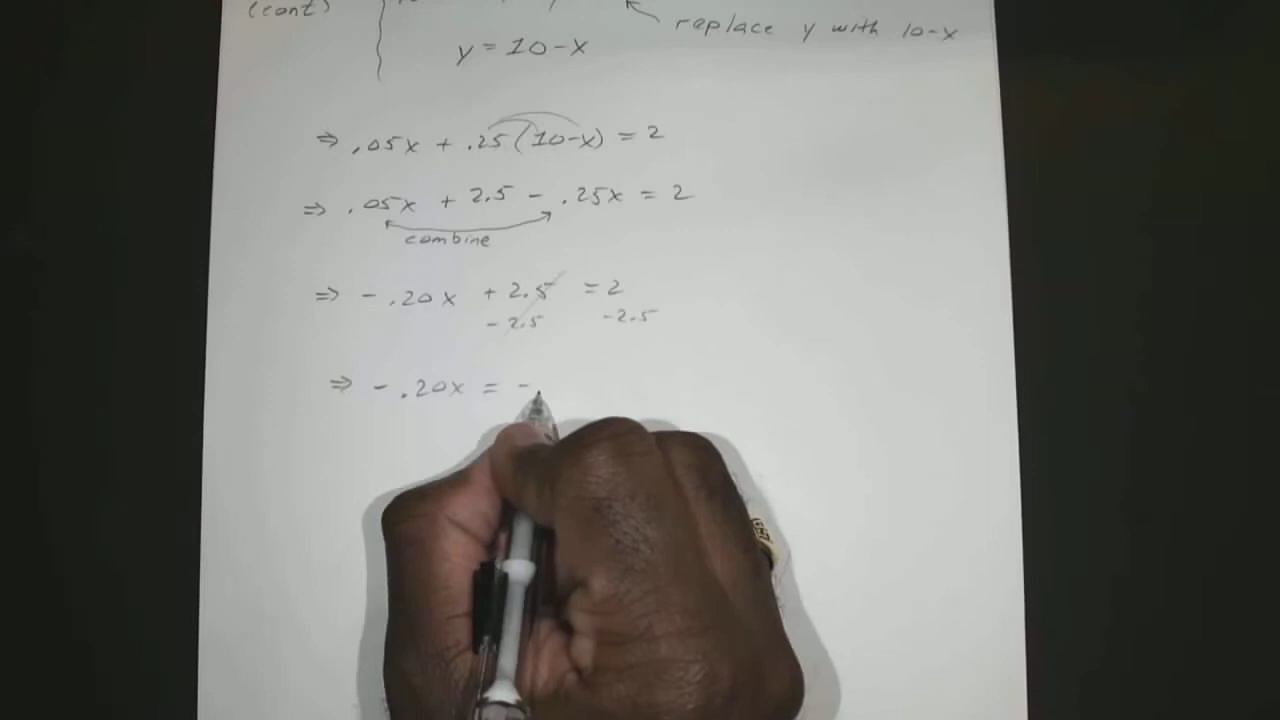 (cont)
replace y with 10-x
y = 10-x
⇒ .05x + .25(10-x) = 2
⇒ .05x + 2.5 - .25x = 2
combine
⇒ - .20x + 2.5 = 2
- 2.5 -2.5
⇒ - .20x = -